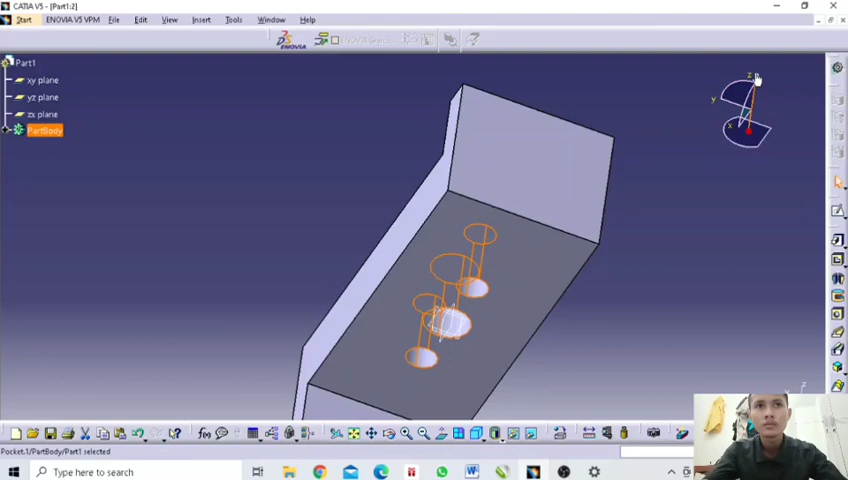 CATIA V5 - [Part1:2]
Start ENOVIA V5 VPM File Edit View Insert Tools Window Help
ENOVIA
Part1
xy plane
yz plane
zx plane
PartBody
z
y
x
z
Pocket.1/PartBody/Part1 selected
Type here to search